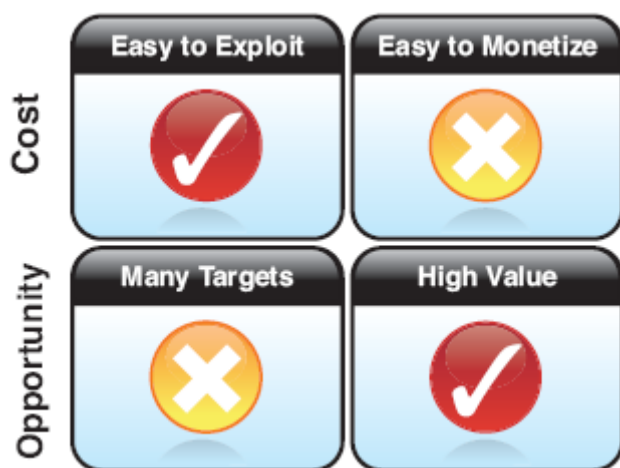 Cost
Easy to Exploit
Easy to Monetize
Opportunity
Many Targets
High Value